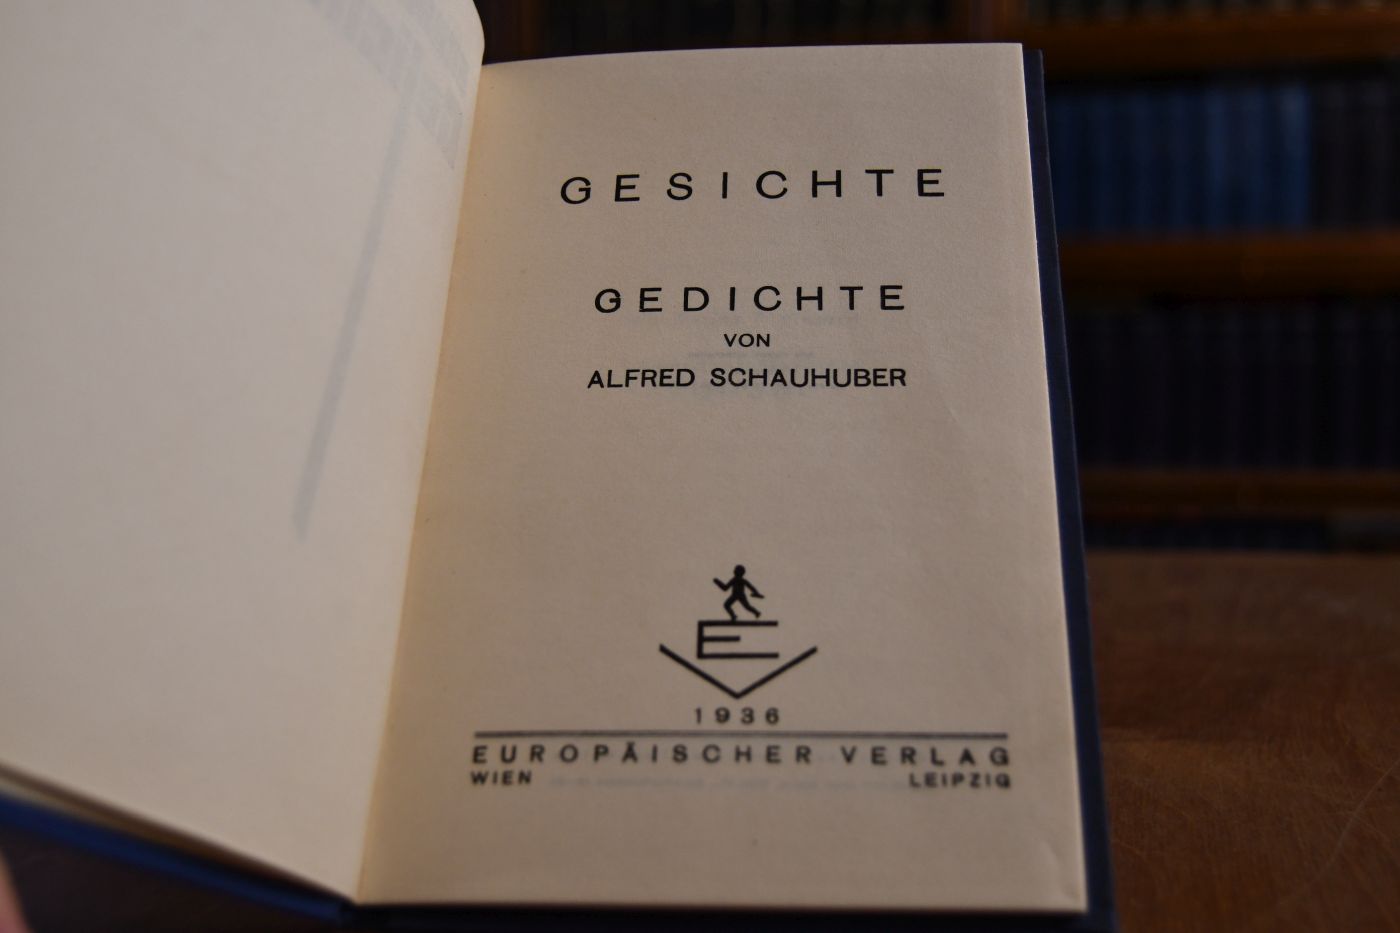 GESICHTE
GEDICHTE
VON
ALFRED SCHAUHUBER
E
1936
EUROPÄISCHER VERLAG
WIEN LEIPZIG